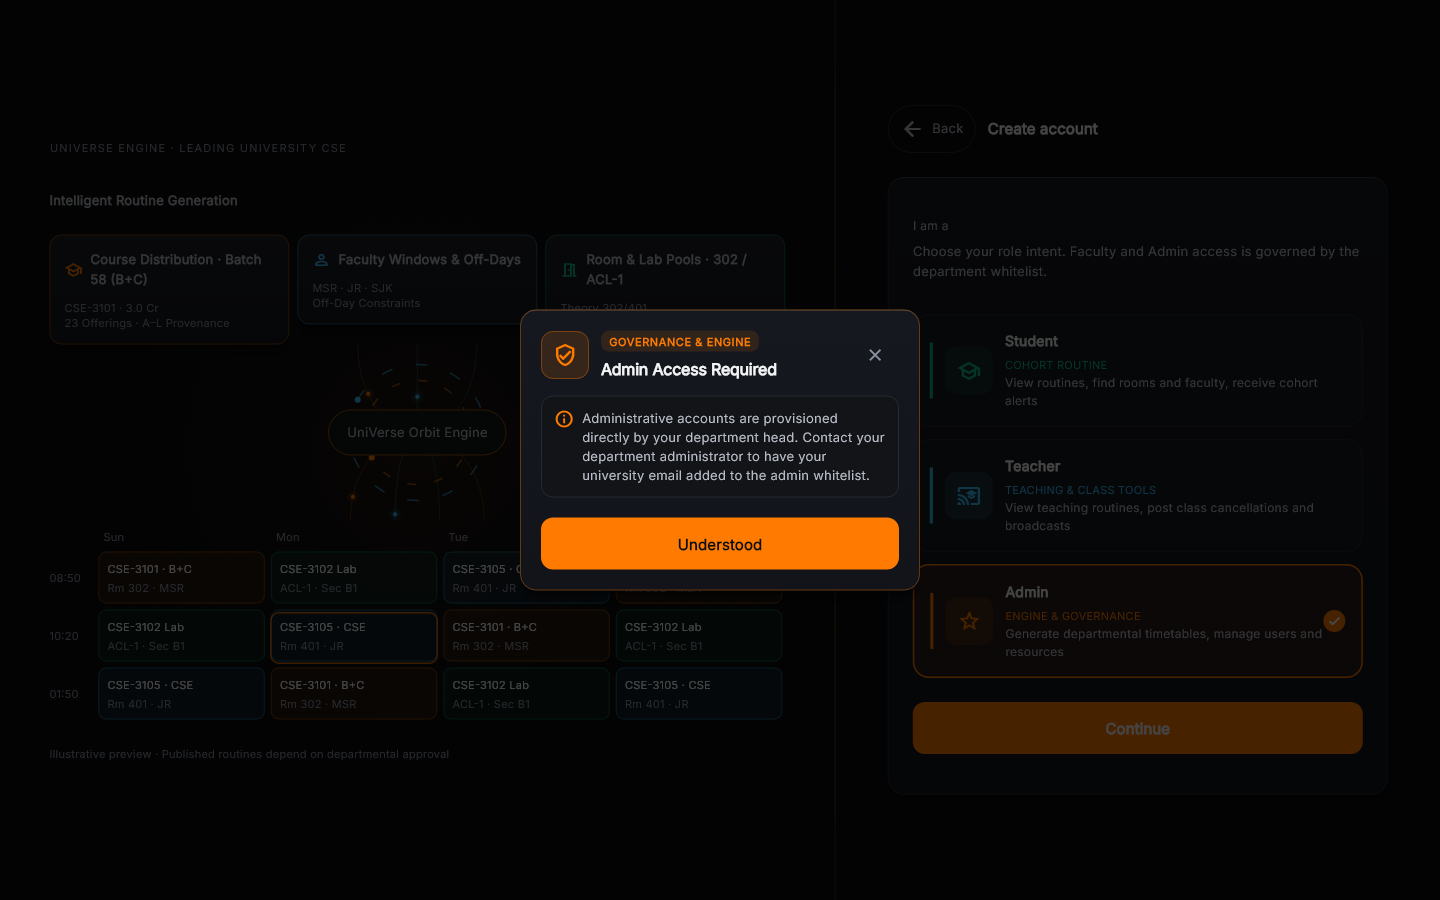 UNIVERSE ENGINE · LEADING UNIVERSITY CSE
Intelligent Routine Generation
Course Distribution · Batch
58 (B+C)
CSE-3101 · 3.0 Cr
23 Offerings · A–L Provenance
Faculty Windows & Off-Days
MSR · JR · SJK
Off-Day Constraints
Room & Lab Pools · 302 /
ACL-1
Theory 302/401
UniVerse Orbit Engine
Sun
Mon
Tue
08:50
CSE-3101 · B+C
Rm 302 · MSR
CSE-3102 Lab
ACL-1 · Sec B1
CSE-3105 · C
Rm 401 · JR
10:20
CSE-3102 Lab
ACL-1 · Sec B1
CSE-3105 · CSE
Rm 401 · JR
CSE-3101 · B+C
Rm 302 · MSR
CSE-3102 Lab
ACL-1 · Sec B1
01:50
CSE-3105 · CSE
Rm 401 · JR
CSE-3101 · B+C
Rm 302 · MSR
CSE-3102 Lab
ACL-1 · Sec B1
CSE-3105 · CSE
Rm 401 · JR
Illustrative preview · Published routines depend on departmental approval
GOVERNANCE & ENGINE
Admin Access Required
Administrative accounts are provisioned
directly by your department head. Contact your
department administrator to have your
university email added to the admin whitelist.
Understood
Back
Create account
I am a
Choose your role intent. Faculty and Admin access is governed by the
department whitelist.
Student
COHORT ROUTINE
View routines, find rooms and faculty, receive cohort
alerts
Teacher
TEACHING & CLASS TOOLS
View teaching routines, post class cancellations and
broadcasts
Admin
ENGINE & GOVERNANCE
Generate departmental timetables, manage users and
resources
Continue